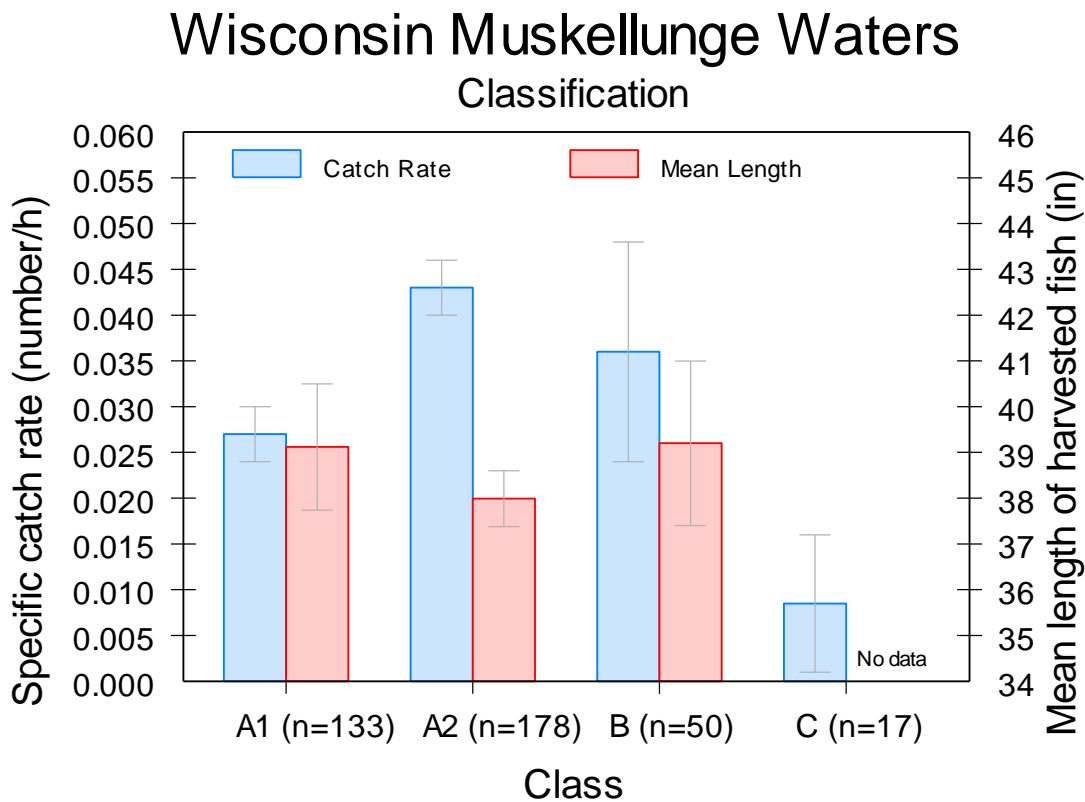 Wisconsin Muskellunge Waters
Classification
Specific catch rate (number/h)
0.060
0.055
0.050
0.045
0.040
0.035
0.030
0.025
0.020
0.015
0.010
0.005
0.000
Catch Rate
Mean Length
No data
46
45
44
43
42
41
40
39
38
37
36
35
34
Mean length of harvested fish (in)
A1 (n=133) A2 (n=178) B (n=50) C (n=17)
Class